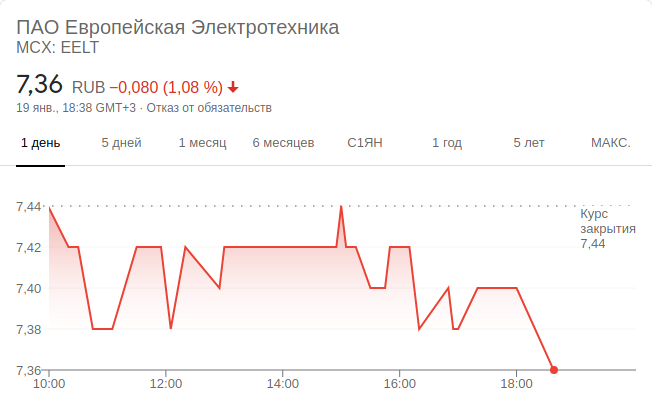 ПАО Европейская Электротехника
MCX: EELT
7,36 RUB −0,080 (1,08 %)
19 янв., 18:38 GMT+3 · Отказ от обязательств
1 день 5 дней 1 месяц 6 месяцев С1ЯН 1 год 5 лет МАКС.
7,44
Курс
закрытия
7,44
7,42
7,40
7,38
7,36
10:00 12:00 14:00 16:00 18:00